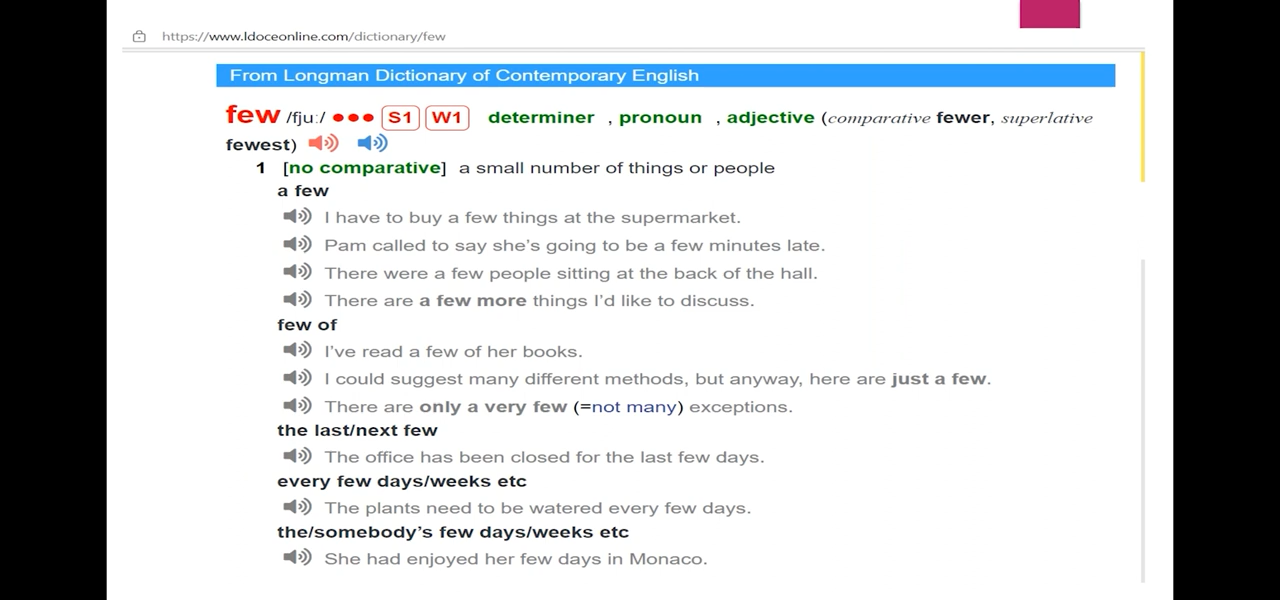 https://www.ldoceonline.com/dictionary/few
From Longman Dictionary of Contemporary English
few /fjuː/ ●●● S1 W1 determiner , pronoun , adjective (comparative fewer, superlative
fewest)
1 [no comparative] a small number of things or people
a few
I have to buy a few things at the supermarket.
Pam called to say she’s going to be a few minutes late.
There were a few people sitting at the back of the hall.
There are a few more things I’d like to discuss.
few of
I’ve read a few of her books.
I could suggest many different methods, but anyway, here are just a few.
There are only a very few (=not many) exceptions.
the last/next few
The office has been closed for the last few days.
every few days/weeks etc
The plants need to be watered every few days.
the/somebody’s few days/weeks etc
She had enjoyed her few days in Monaco.